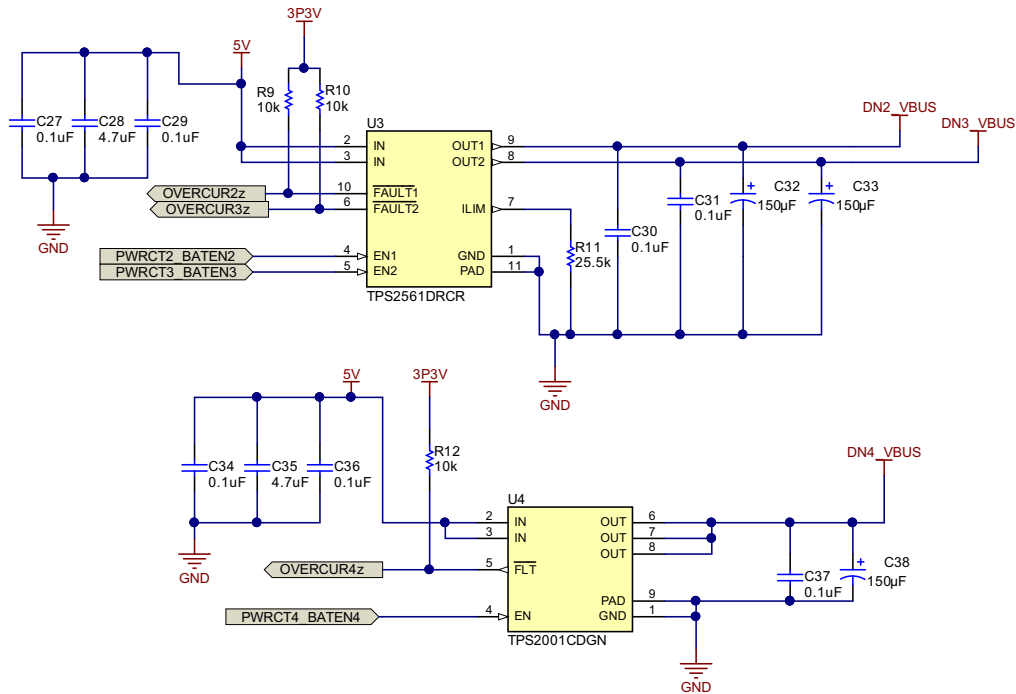 3P3V
5V
R9
10k
R10
10k
C27
0.1uF
C28
4.7uF
C29
0.1uF
GND
U3
2 IN
3 IN
10 FAULT1
6 FAULT2
4 EN1
5 EN2
OUT1 9
OUT2 8
ILIM 7
GND 1
PAD 11
TPS2561DRCR
OVERCUR2z
OVERCUR3z
PWRCT2_BATEN2
PWRCT3_BATEN3
DN2_VBUS
DN3_VBUS
R11
25.5k
C30
0.1uF
C31
0.1uF
+
C32
150µF
+
C33
150µF
GND
5V
3P3V
C34
0.1uF
C35
4.7uF
C36
0.1uF
GND
R12
10k
U4
2 IN
3 IN
5 FLT
4 EN
OUT 6
OUT 7
OUT 8
PAD 9
GND 1
TPS2001CDGN
OVERCUR4z
PWRCT4_BATEN4
DN4_VBUS
C37
0.1uF
+
C38
150µF
GND